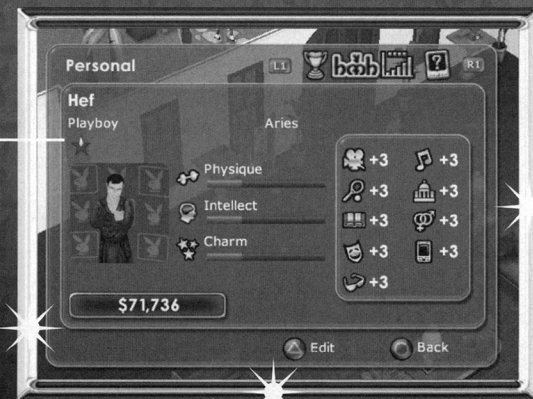 Personal
L1
R1
Hef
Playboy
Aries
Physique
Intellect
Charm
+3 +3
+3 +3
+3 +3
+3 +3
+3
$71,736
Edit
Back